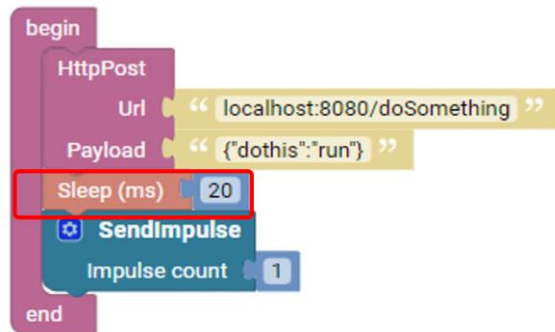 begin
HttpPost
Url “ localhost:8080/doSomething ”
Payload “ {"dothis":"run"} ”
Sleep (ms) 20
SendImpulse
Impulse count 1
end